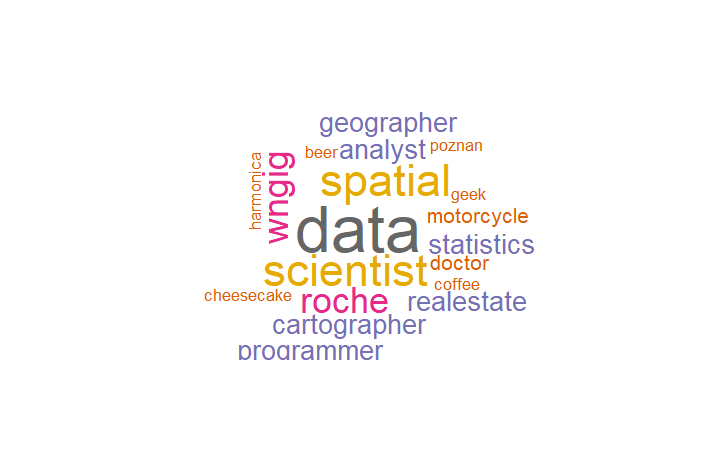 geographer
beer
analyst
poznan
harmonica
wngig
spatial
geek
data
motorcycle
statistics
scientist
doctor
coffee
cheesecake
roche
realestate
cartographer
programmer